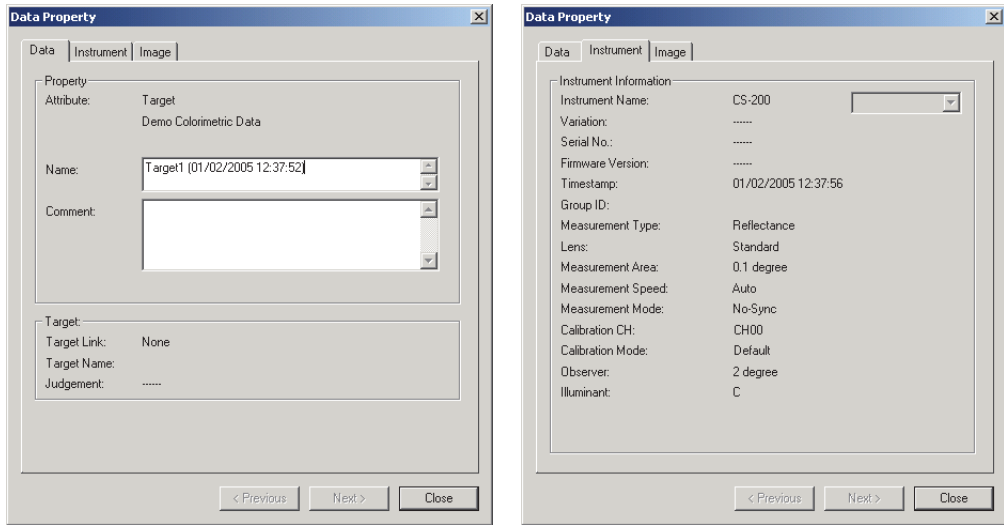 Data Property
Data Instrument Image
Property
Attribute: Target
Demo Colorimetric Data
Name: Target1 (01/02/2005 12:37:52)
Comment:
Target:
Target Link: None
Target Name:
Judgement: ------
< Previous Next > Close
Data Property
Data Instrument Image
Instrument Information
Instrument Name: CS-200
Variation: ------
Serial No.: ------
Firmware Version: ------
Timestamp: 01/02/2005 12:37:56
Group ID:
Measurement Type: Reflectance
Lens: Standard
Measurement Area: 0.1 degree
Measurement Speed: Auto
Measurement Mode: No-Sync
Calibration CH: CH00
Calibration Mode: Default
Observer: 2 degree
Illuminant: C
< Previous Next > Close